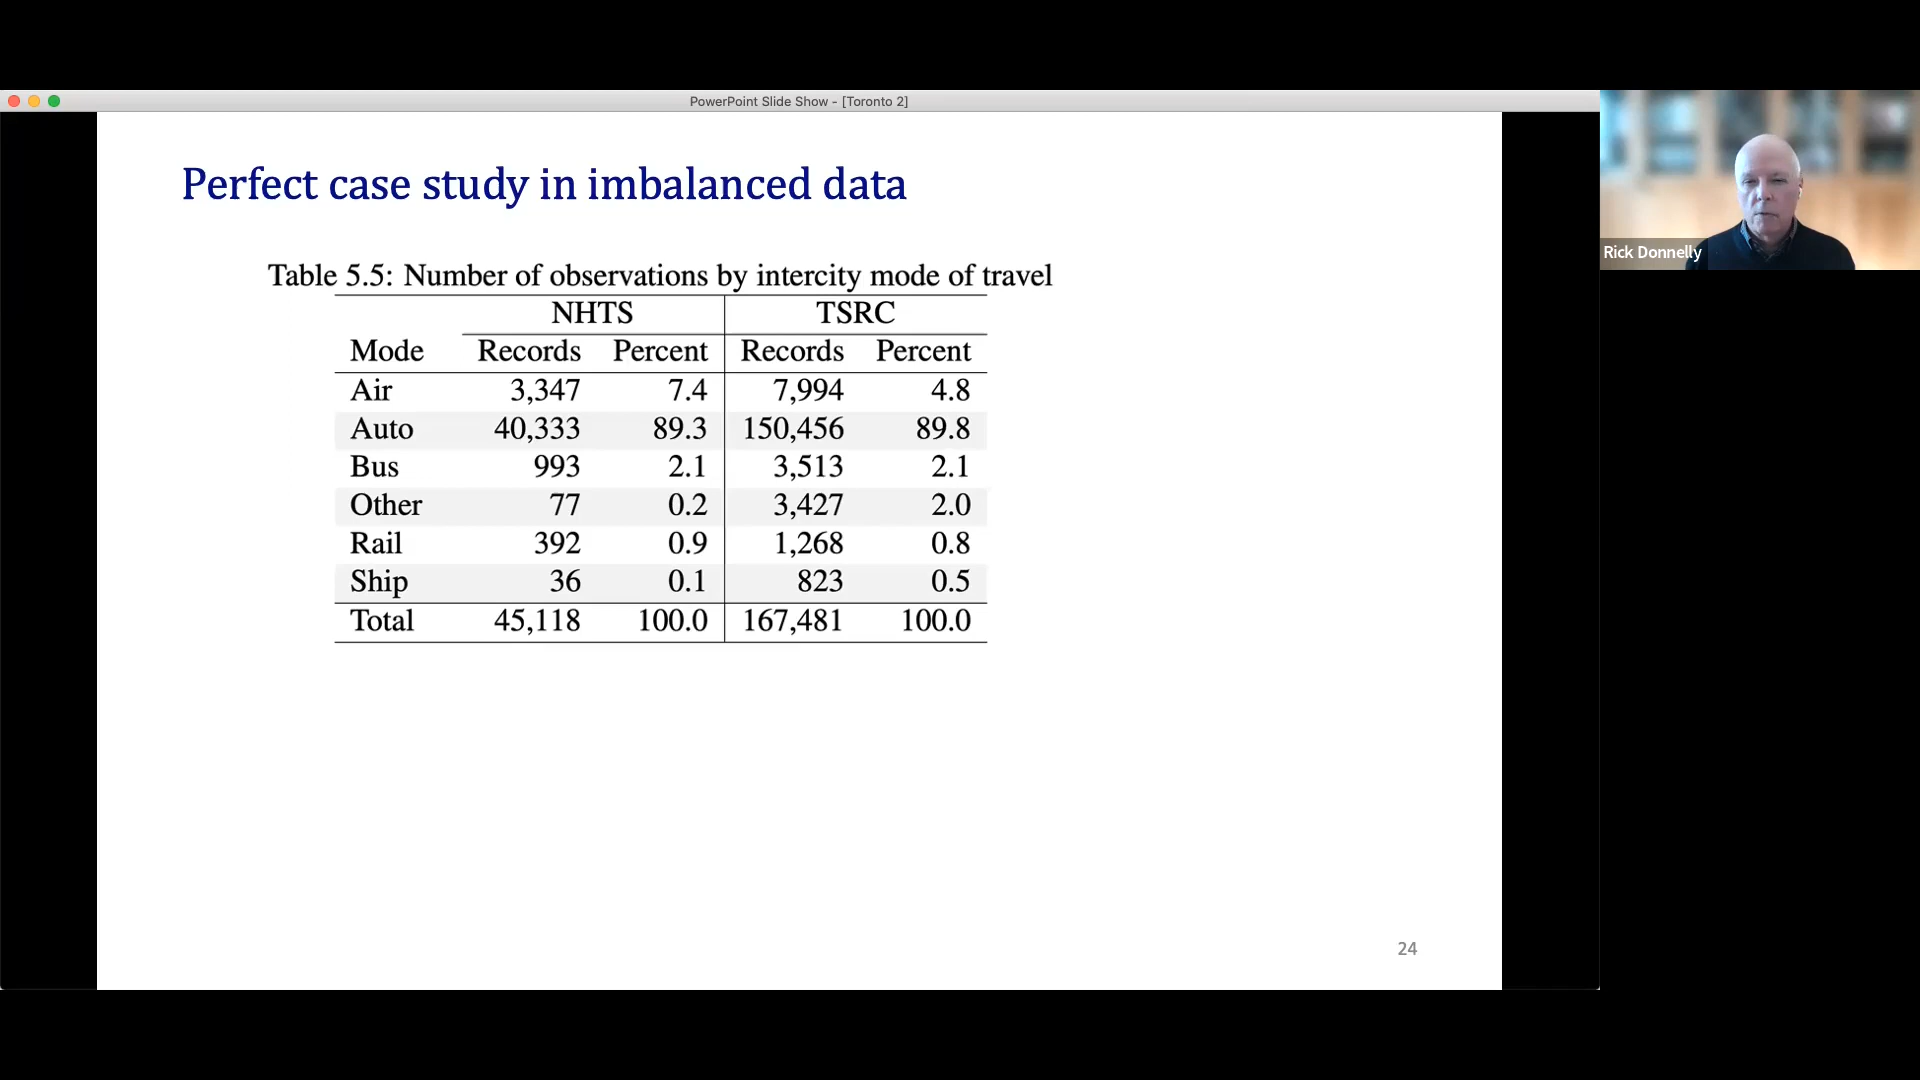 PowerPoint Slide Show - [Toronto 2]
Perfect case study in imbalanced data
Table 5.5: Number of observations by intercity mode of travel
NHTS TSRC
Mode Records Percent Records Percent
Air 3,347 7.4 7,994 4.8
Auto 40,333 89.3 150,456 89.8
Bus 993 2.1 3,513 2.1
Other 77 0.2 3,427 2.0
Rail 392 0.9 1,268 0.8
Ship 36 0.1 823 0.5
Total 45,118 100.0 167,481 100.0
24
Rick Donnelly